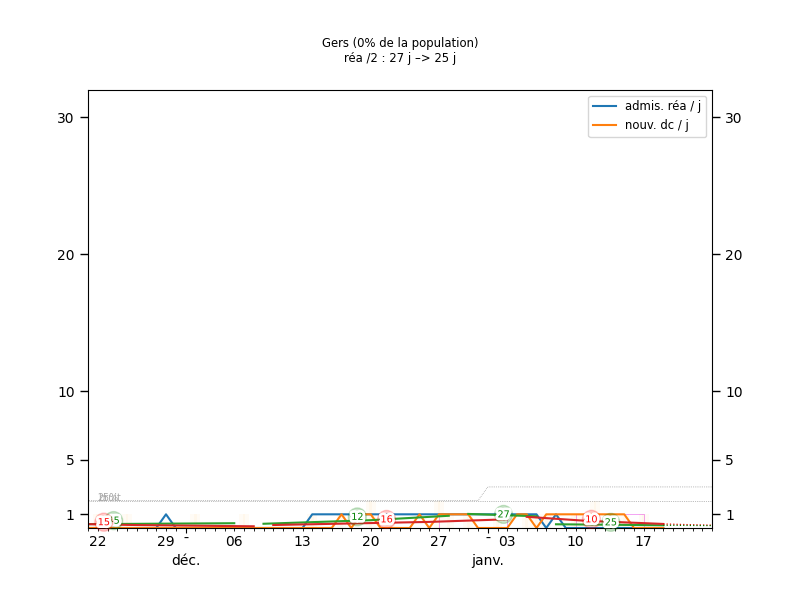 Gers (0% de la population)
réa /2 : 27 j –> 25 j
admis. réa / j
nouv. dc / j
30 30
20 20
10 10
5 5
1 1
15 12 16 27 10 25
22 29 - 06 13 20 27 - 03 10 17
déc. janv.